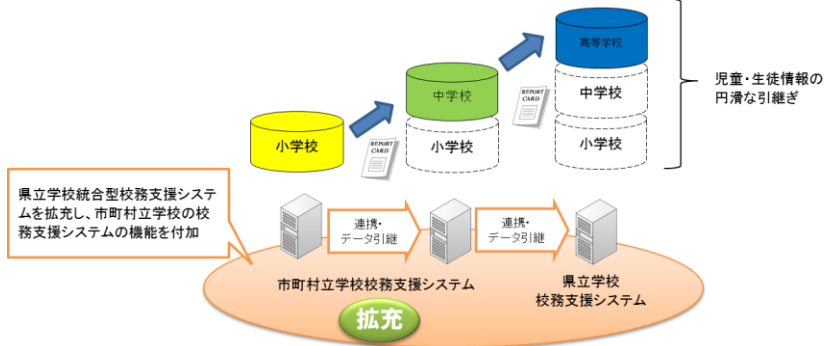 高等学校
児童・生徒情報の
円滑な引継ぎ
中学校
中学校
REPORT
CARD
小学校
小学校
小学校
REPORT
CARD
県立学校統合型校務支援システ
ムを拡充し、市町村立学校の校
務支援システムの機能を付加
連携・
データ引継
連携・
データ引継
市町村立学校校務支援システム
県立学校
校務支援システム
拡充